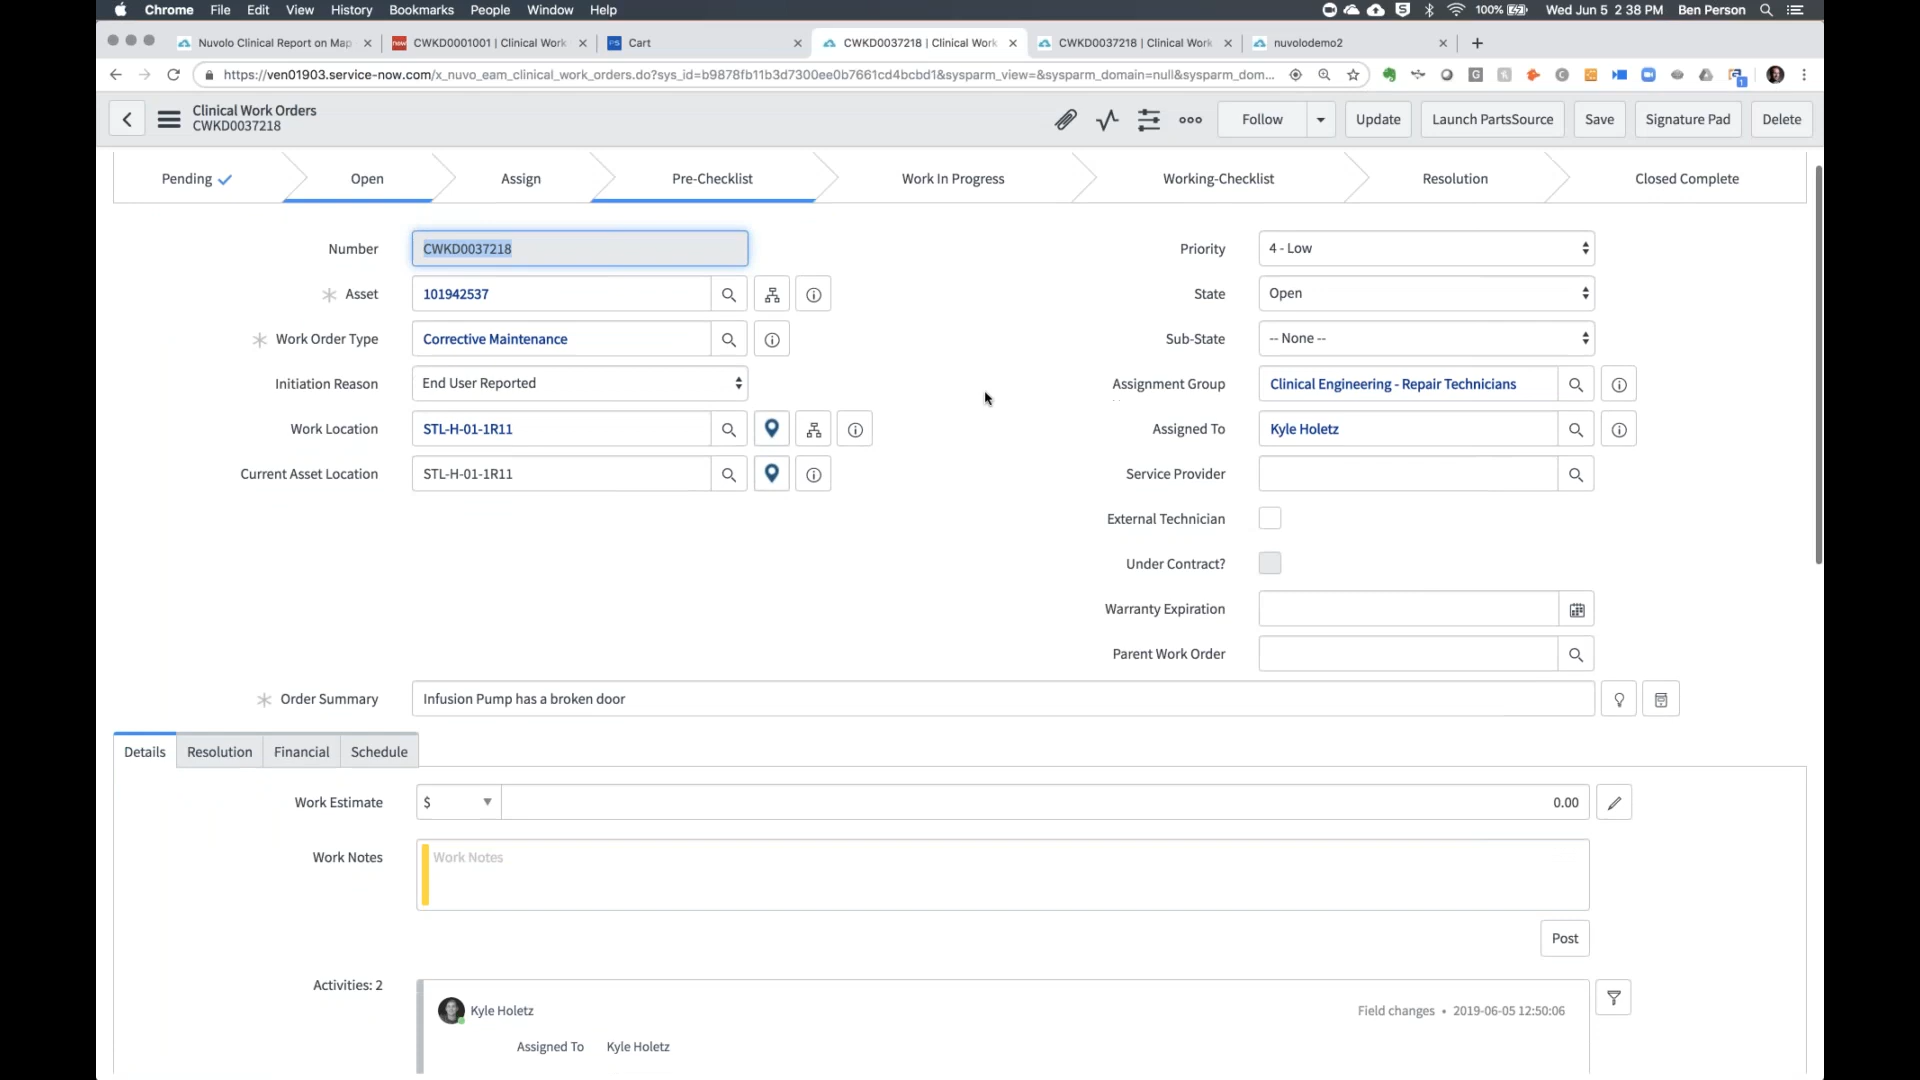 Chrome File Edit View History Bookmarks People Window Help 100% Wed Jun 5 2:38 PM Ben Person
Nuvolo Clinical Report on Map CWKD0001001 | Clinical Work Cart CWKD0037218 | Clinical Work CWKD0037218 | Clinical Work nuvolodemo2
https://ven01903.service-now.com/x_nuvo_eam_clinical_work_orders.do?sys_id=b9878fb11b3d7300ee0b7661cd4bcbd1&sysparm_view=&sysparm_domain=null&sysparm_dom...
Clinical Work Orders
CWKD0037218
Follow Update Launch PartsSource Save Signature Pad Delete
Pending Open Assign Pre-Checklist Work In Progress Working-Checklist Resolution Closed Complete
Number CWKD0037218 Priority 4 - Low
Asset 101942537 State Open
Work Order Type Corrective Maintenance Sub-State -- None --
Initiation Reason End User Reported Assignment Group Clinical Engineering - Repair Technicians
Work Location STL-H-01-1R11 Assigned To Kyle Holetz
Current Asset Location STL-H-01-1R11 Service Provider
External Technician
Under Contract?
Warranty Expiration
Parent Work Order
Order Summary Infusion Pump has a broken door
Details Resolution Financial Schedule
Work Estimate $ 0.00
Work Notes Work Notes
Post
Activities: 2
Kyle Holetz Field changes • 2019-06-05 12:50:06
Assigned To Kyle Holetz